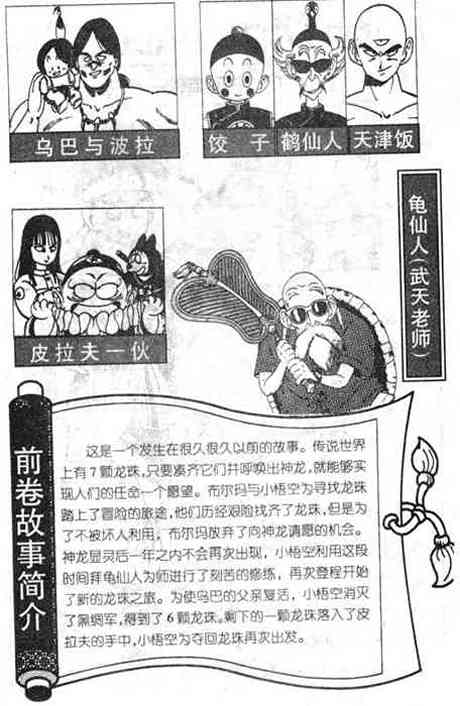 乌巴与波拉
饺子
鹤仙人
天津饭
龟仙人(武天老师)
皮拉夫一伙
前卷故事简介
这是一个发生在很久很久以前的故事。传说世界
上有7颗龙珠,只要凑齐它们并呼唤出神龙,就能够实
现人们的任命一个愿望。布尔玛与小悟空为寻找龙珠
踏上了冒险的旅途,他们历经艰险找齐了龙珠,但是为
了不被坏人利用,布尔玛放弃了向神龙请愿的机会。
神龙显灵后一年之内不会再次出现,小悟空利用这段
时间拜龟仙人为师进行了刻苦的修练,再次登程开始
了新的龙珠之旅。为使乌巴的父亲复活,小悟空消灭
了黑绸军,得到了6颗龙珠。剩下的一颗龙珠落入了皮
拉夫的手中,小悟空为夺回龙珠再次出发。